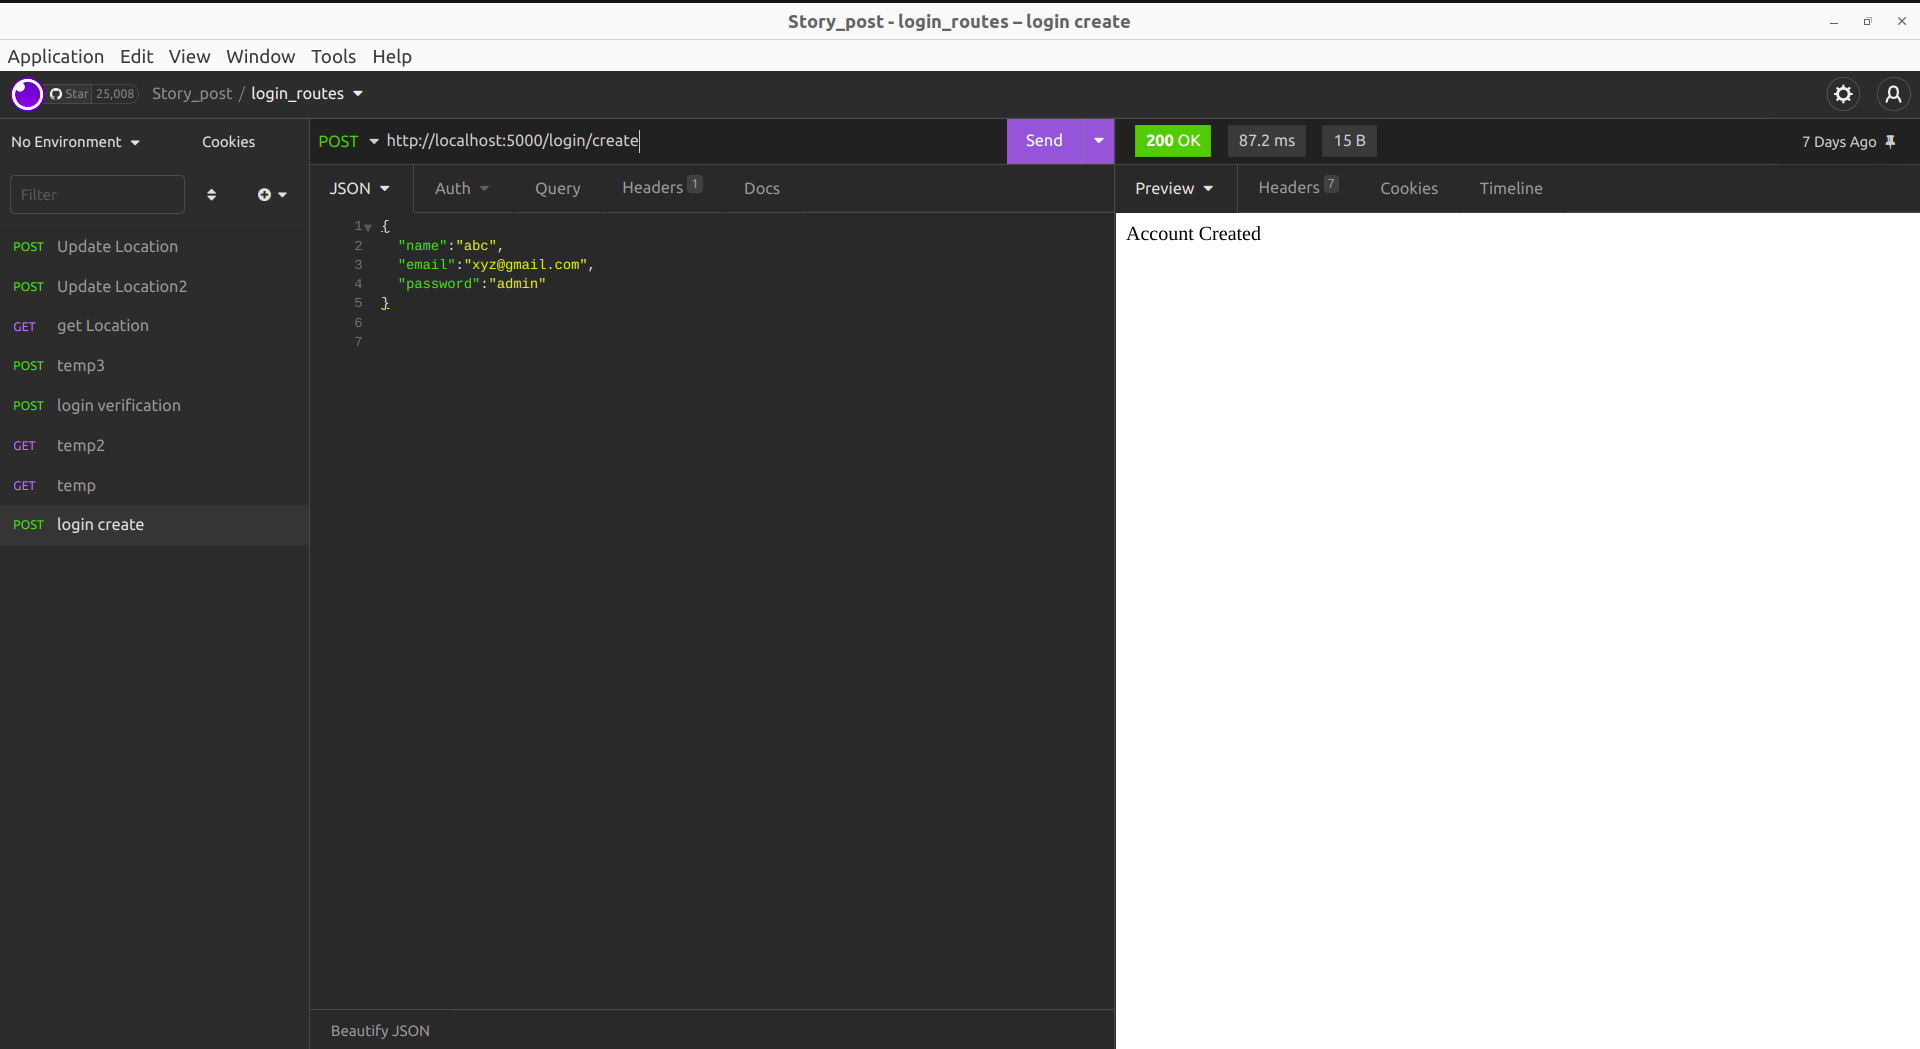 Story_post - login_routes – login create
Application Edit View Window Tools Help
Star 25,008 Story_post / login_routes
No Environment Cookies
Filter
POST Update Location
POST Update Location2
GET get Location
POST temp3
POST login verification
GET temp2
GET temp
POST login create
POST http://localhost:5000/login/create Send
JSON Auth Query Headers 1 Docs
1 {
2 "name":"abc",
3 "email":"xyz@gmail.com",
4 "password":"admin"
5 }
6
7
Beautify JSON
200 OK 87.2 ms 15 B 7 Days Ago
Preview Headers 7 Cookies Timeline
Account Created